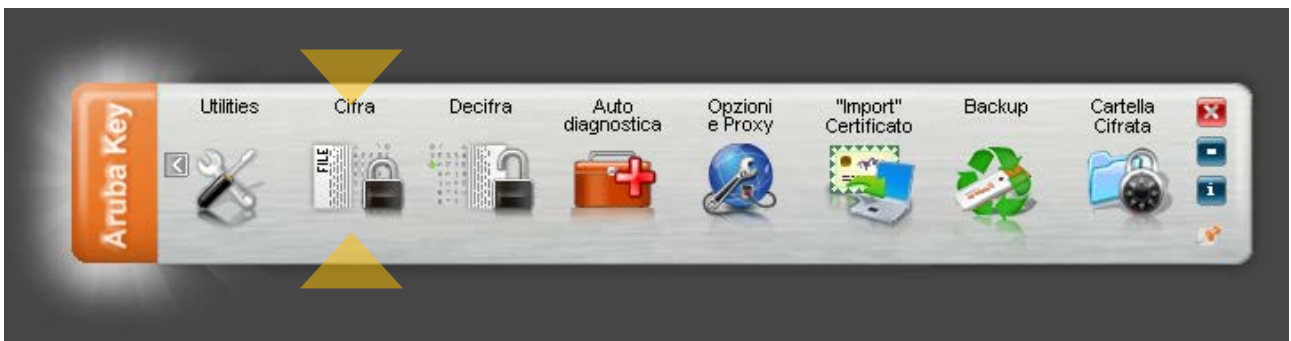 Aruba Key
Utilities
Cifra
FILE
Decifra
Auto
diagnostica
Opzioni
e Proxy
"Import"
Certificato
Backup
Cartella
Cifrata
i